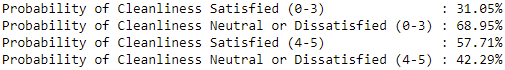 Probability of Cleanliness Satisfied (0-3) : 31.05%
Probability of Cleanliness Neutral or Dissatisfied (0-3) : 68.95%
Probability of Cleanliness Satisfied (4-5) : 57.71%
Probability of Cleanliness Neutral or Dissatisfied (4-5) : 42.29%